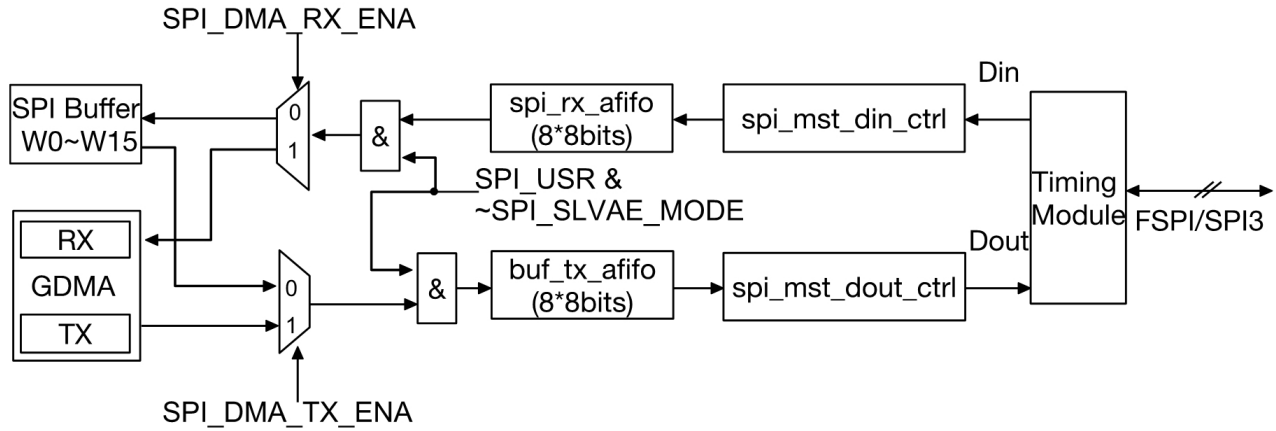 SPI_DMA_RX_ENA
SPI Buffer
W0~W15
0
1
&
spi_rx_afifo
(8*8bits)
spi_mst_din_ctrl
Din
Timing
Module
FSPI/SPI3
SPI_USR &
~SPI_SLVAE_MODE
RX
GDMA
TX
0
1
&
buf_tx_afifo
(8*8bits)
spi_mst_dout_ctrl
Dout
SPI_DMA_TX_ENA